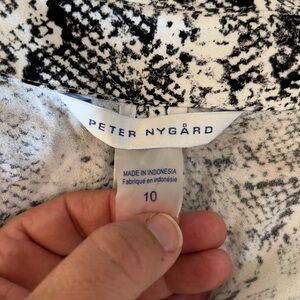 PETER NYGÅRD
MADE IN INDONESIA
Fabriqué en indonésie
10